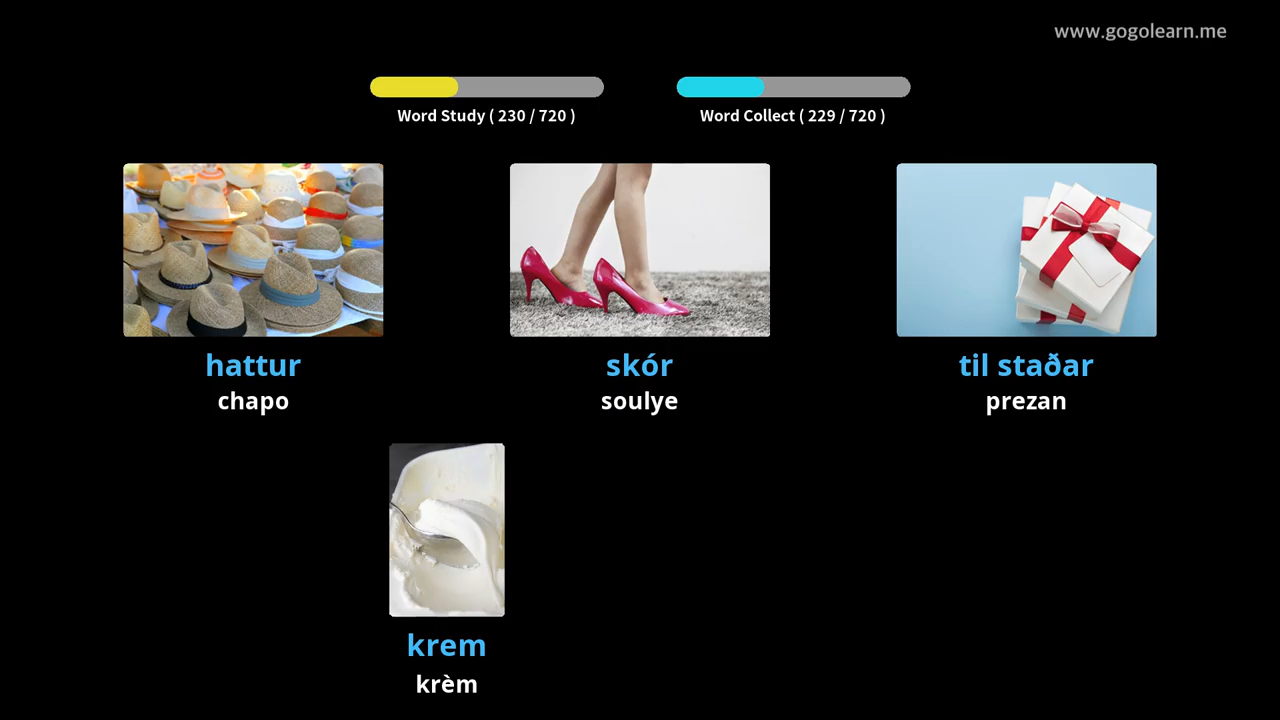 www.gogolearn.me
Word Study ( 230 / 720 )
Word Collect ( 229 / 720 )
hattur
chapo
skór
soulye
til staðar
prezan
krem
krèm